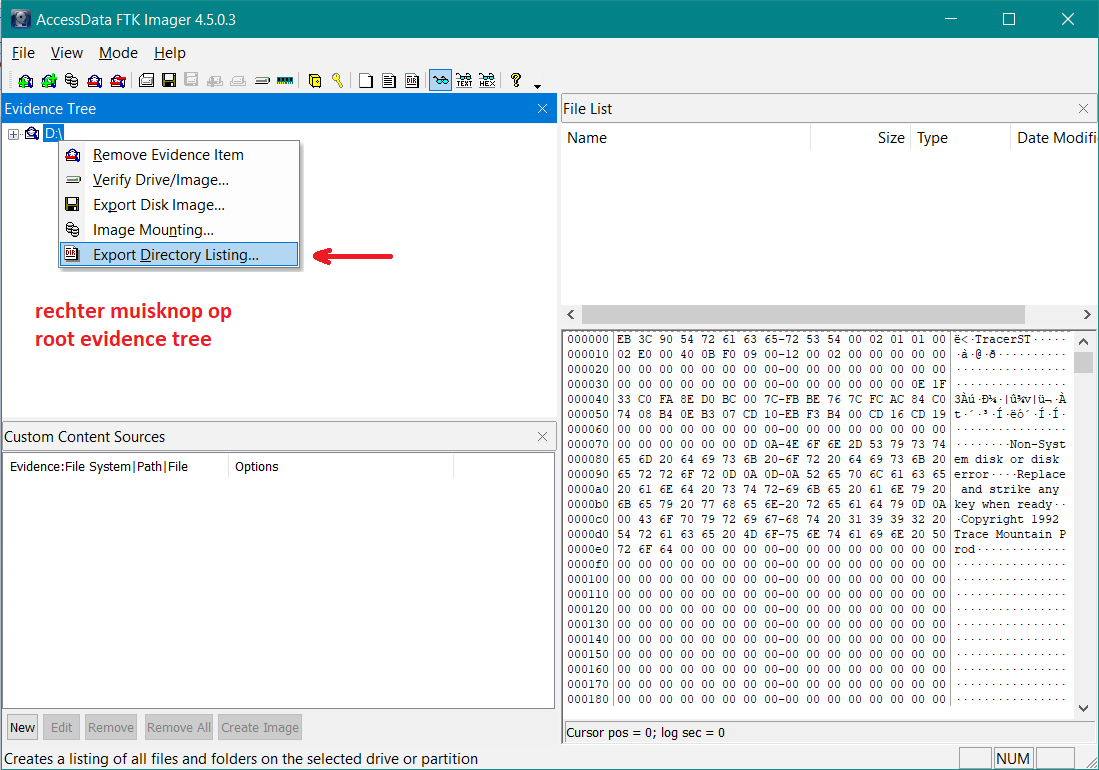 AccessData FTK Imager 4.5.0.3
File View Mode Help
Evidence Tree
D:\
Remove Evidence Item
Verify Drive/Image...
Export Disk Image...
Image Mounting...
Export Directory Listing...
rechter muisknop op
root evidence tree
Custom Content Sources
Evidence:File System|Path|File Options
New Edit Remove Remove All Create Image
File List
Name Size Type Date Modifi
000000 EB 3C 90 54 72 61 63 65-72 53 54 00 02 01 01 00 ë<·TracerST·····
000010 02 E0 00 40 0B F0 09 00-12 00 02 00 00 00 00 00 ·à·@·ð··········
000020 00 00 00 00 00 00 00 00-00 00 00 00 00 00 00 00 ················
000030 00 00 00 00 00 00 00 00-00 00 00 00 00 00 0E 1F ················
000040 33 C0 FA 8E D0 BC 00 7C-FB BE 76 7C FC AC 84 C0 3Àú·Ð¼·|û¾v|ü¬·À
000050 74 08 B4 0E B3 07 CD 10-EB F3 B4 00 CD 16 CD 19 t·´·³·Í·ëó´·Í·Í·
000060 00 00 00 00 00 00 00 00-00 00 00 00 00 00 00 00 ················
000070 00 00 00 00 00 00 0D 0A-4E 6F 6E 2D 53 79 73 74 ········Non-Syst
000080 65 6D 20 64 69 73 6B 20-6F 72 20 64 69 73 6B 20 em disk or disk
000090 65 72 72 6F 72 0D 0A 0D-0A 52 65 70 6C 61 63 65 error····Replace
0000a0 20 61 6E 64 20 73 74 72-69 6B 65 20 61 6E 79 20 and strike any
0000b0 6B 65 79 20 77 68 65 6E-20 72 65 61 64 79 0D 0A key when ready··
0000c0 00 43 6F 70 79 72 69 67-68 74 20 31 39 39 32 20 ·Copyright 1992
0000d0 54 72 61 63 65 20 4D 6F-75 6E 74 61 69 6E 20 50 Trace Mountain P
0000e0 72 6F 64 00 00 00 00 00-00 00 00 00 00 00 00 00 rod·············
0000f0 00 00 00 00 00 00 00 00-00 00 00 00 00 00 00 00 ················
000100 00 00 00 00 00 00 00 00-00 00 00 00 00 00 00 00 ················
000110 00 00 00 00 00 00 00 00-00 00 00 00 00 00 00 00 ················
000120 00 00 00 00 00 00 00 00-00 00 00 00 00 00 00 00 ················
000130 00 00 00 00 00 00 00 00-00 00 00 00 00 00 00 00 ················
000140 00 00 00 00 00 00 00 00-00 00 00 00 00 00 00 00 ················
000150 00 00 00 00 00 00 00 00-00 00 00 00 00 00 00 00 ················
000160 00 00 00 00 00 00 00 00-00 00 00 00 00 00 00 00 ················
000170 00 00 00 00 00 00 00 00-00 00 00 00 00 00 00 00 ················
000180 00 00 00 00 00 00 00 00-00 00 00 00 00 00 00 00 ················
Cursor pos = 0; log sec = 0
Creates a listing of all files and folders on the selected drive or partition NUM